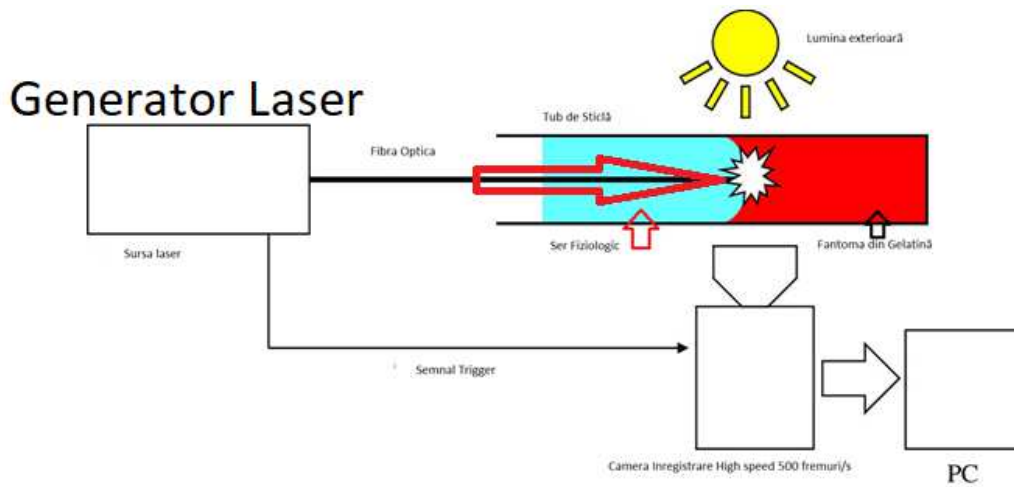 Lumina exterioară
Generator Laser
Tub de Sticlă
Fibra Optica
Sursa laser
Ser Fiziologic
Fantoma din Gelatină
Semnal Trigger
Camera Inregistrare High speed 500 fremuri/s
PC